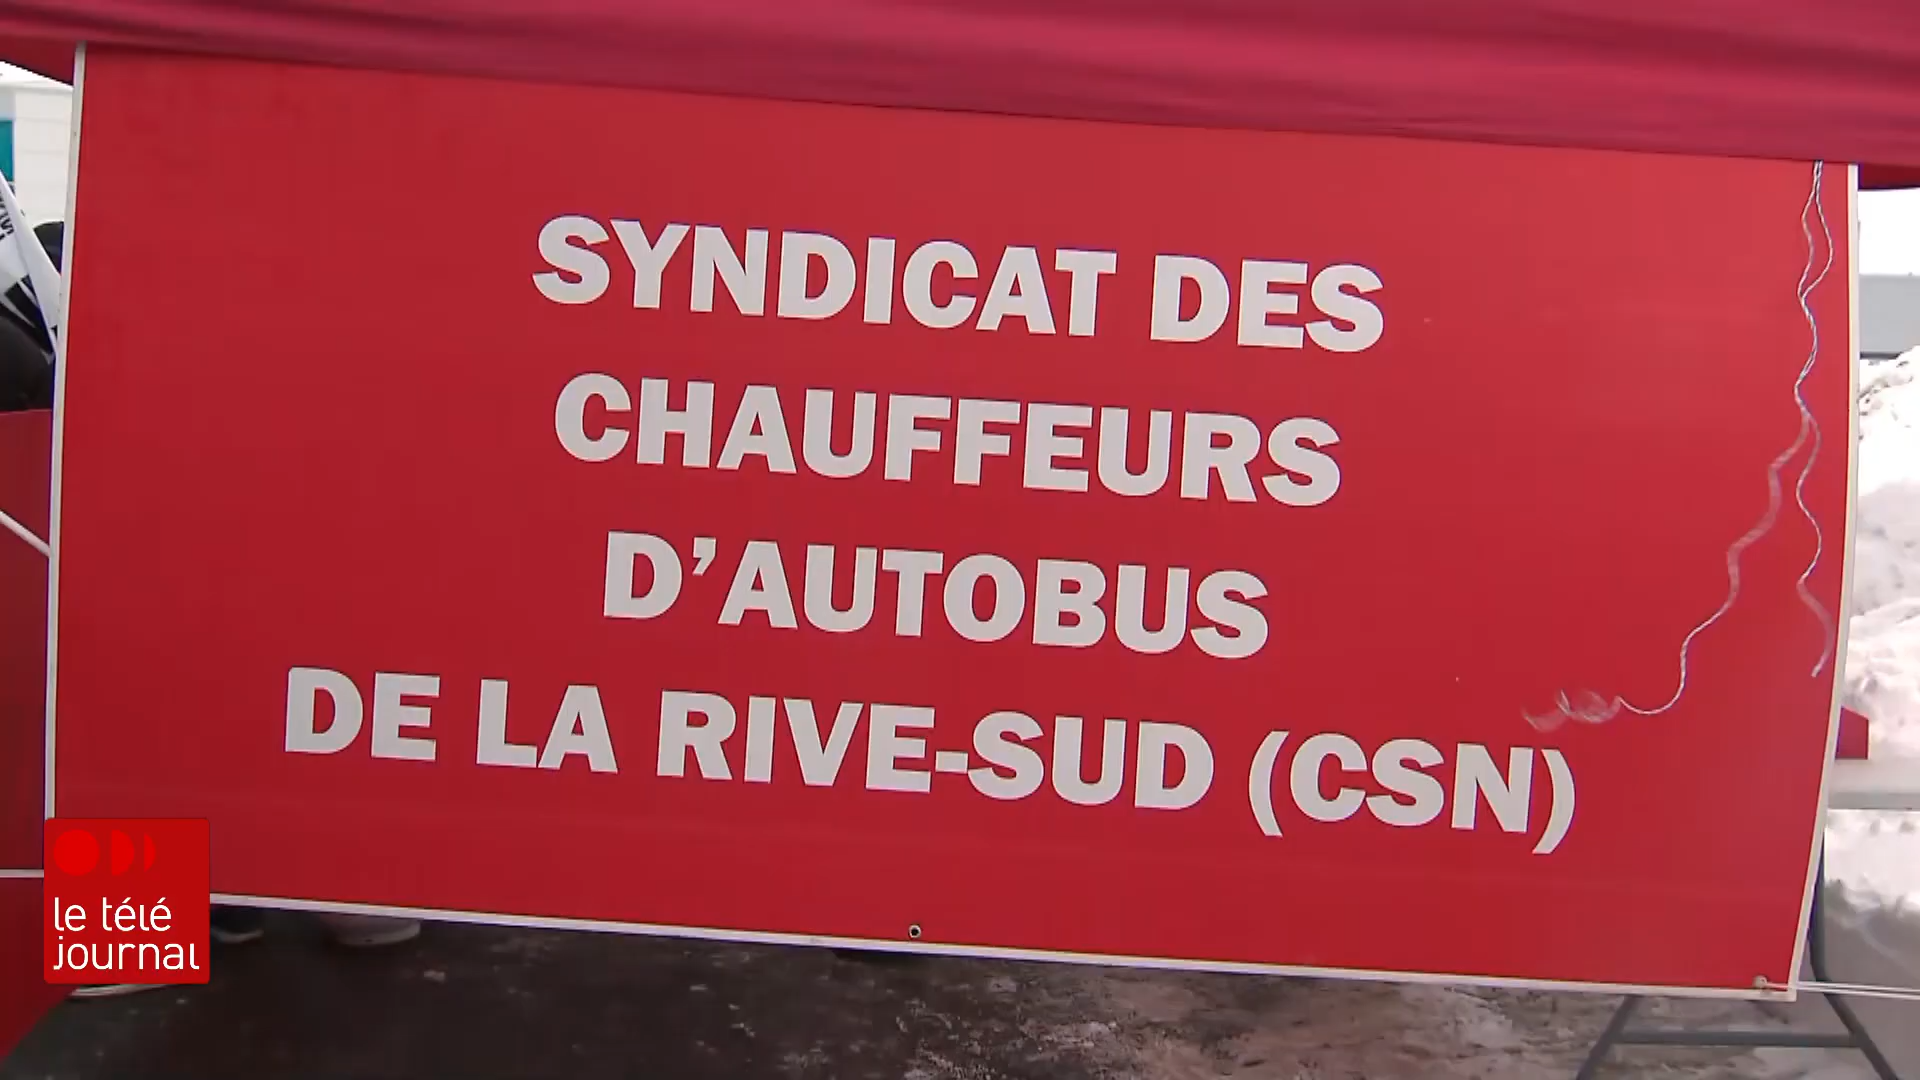 SYNDICAT DES
CHAUFFEURS
D'AUTOBUS
DE LA RIVE-SUD (CSN)
le télé
journal